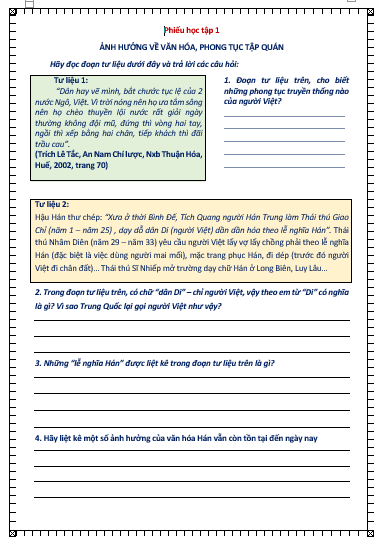 Phiếu học tập 1
ẢNH HƯỞNG VỀ VĂN HÓA, PHONG TỤC TẬP QUÁN
Hãy đọc đoạn tư liệu dưới đây và trả lời các câu hỏi:
Tư liệu 1:
"Dân hay vẽ mình, bắt chước tục lệ của 2
nước Ngô, Việt. Vì trời nóng nên họ ưa tắm sông
nên họ chèo thuyền lội nước rất giỏi ngày
thường không đội mũ, đứng thì vòng hai tay,
ngồi thì xếp bằng hai chân, tiếp khách thì đãi
trầu cau".
(Trích Lê Tắc, An Nam Chí lược, Nxb Thuận Hóa,
Huế, 2002, trang 70)
1. Đoạn tư liệu trên, cho biết
những phong tục truyền thống nào
của người Việt?
Tư liệu 2:
Hậu Hán thư chép: "Xưa ở thời Bình Đế, Tích Quang người Hán Trung làm Thái thú Giao
Chỉ (năm 1 – năm 25) , dạy dỗ dân Di (người Việt) dần dần hóa theo lễ nghĩa". Thái
thú Nhâm Diên (năm 29 – năm 33) yêu cầu người Việt lấy vợ lấy chồng phải theo lễ nghĩa
Hán (đặc biệt là việc dùng người mai mối), mặc trang phục Hán, đi dép (trước đó người
Việt đi chân đất)... Thái thú Sĩ Nhiếp mở trường dạy chữ Hán ở Long Biên, Luy Lâu...
2. Trong đoạn tư liệu trên, có chữ "dân Di" – chỉ người Việt, vậy theo em từ "Di" có nghĩa
là gì? Vì sao Trung Quốc lại gọi người Việt như vậy?
3. Những "lễ nghĩa Hán" được liệt kê trong đoạn tư liệu trên là gì?
4. Hãy liệt kê một số ảnh hưởng của văn hóa Hán vẫn còn tồn tại đến ngày nay